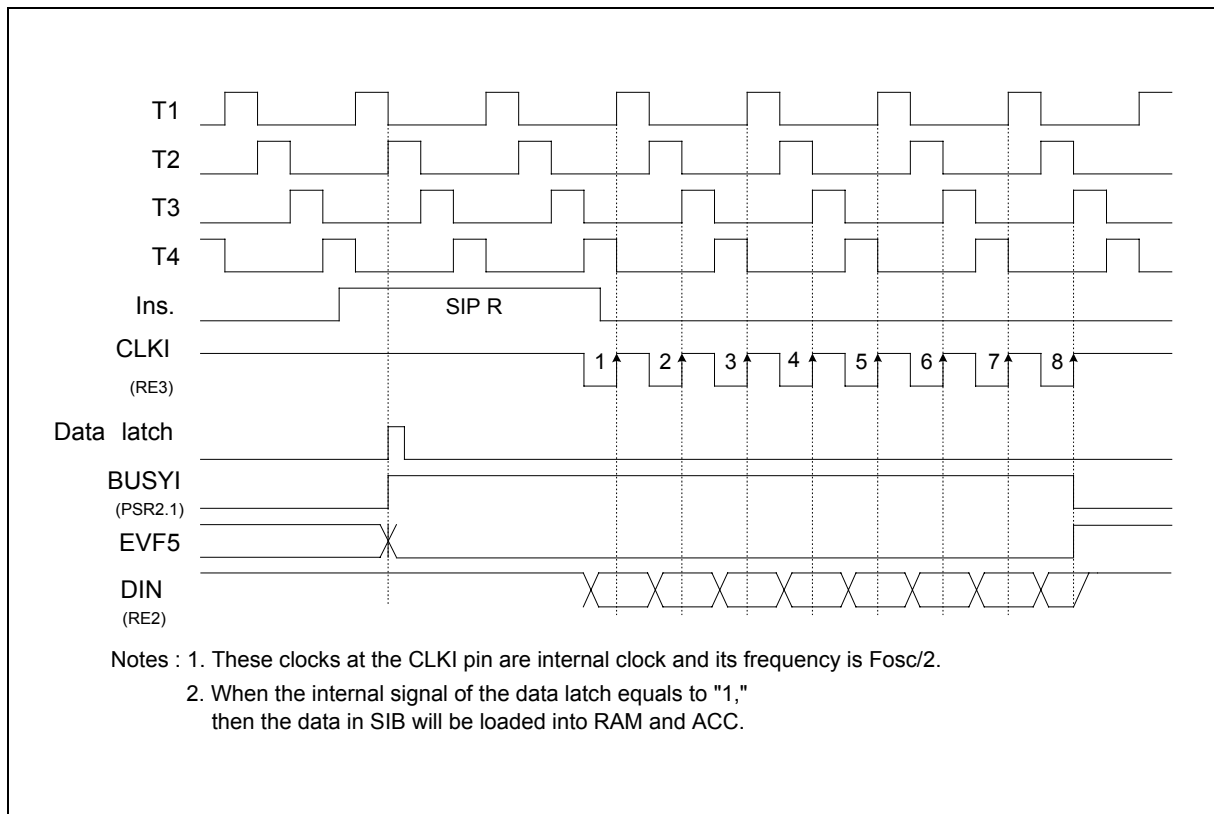 T1
T2
T3
T4
Ins. SIP R
CLKI 1 2 3 4 5 6 7 8
(RE3)
Data latch
BUSYI
(PSR2.1)
EVF5
DIN
(RE2)
Notes : 1. These clocks at the CLKI pin are internal clock and its frequency is Fosc/2.
2. When the internal signal of the data latch equals to "1,"
then the data in SIB will be loaded into RAM and ACC.